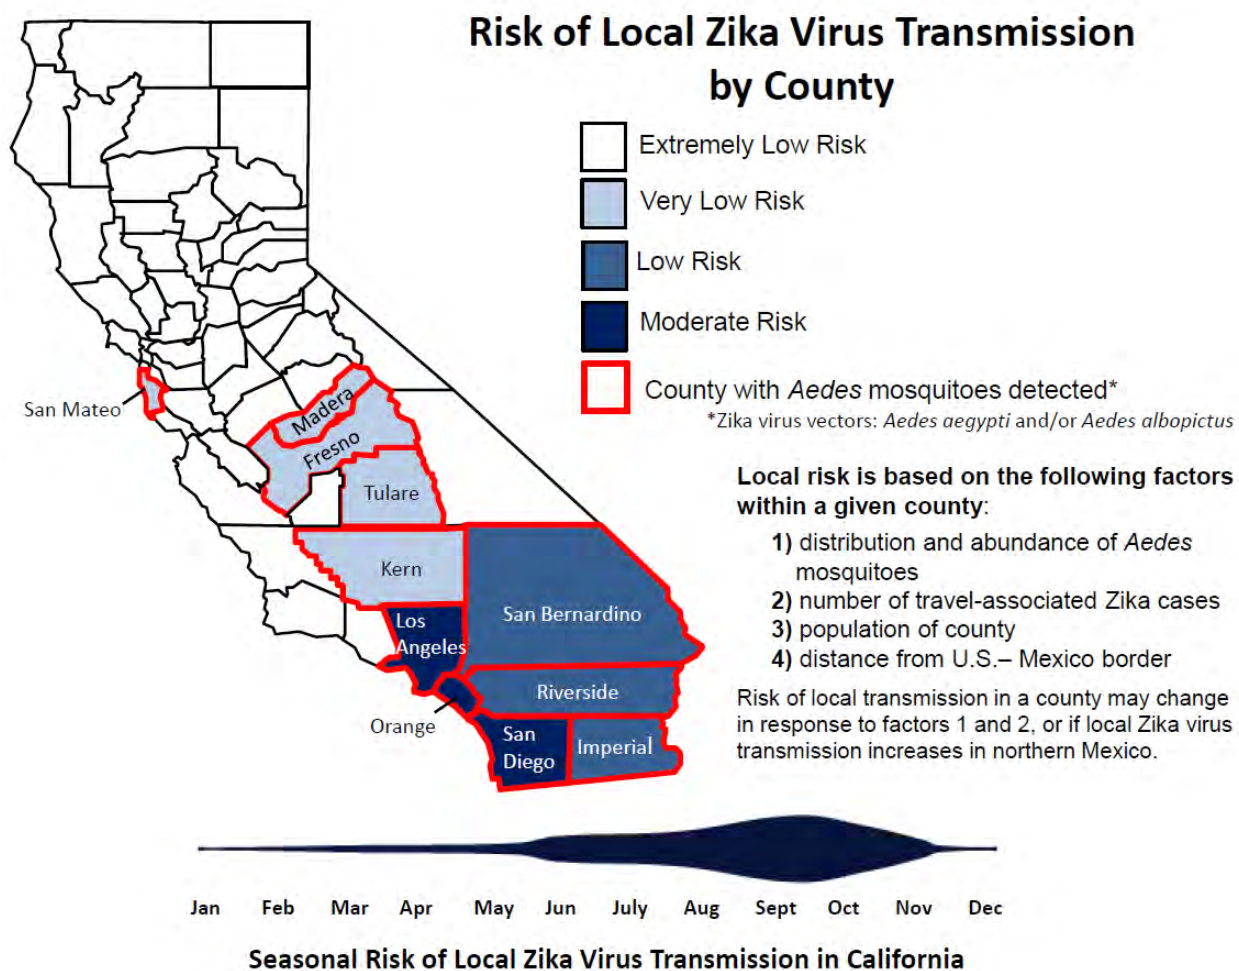 Risk of Local Zika Virus Transmission
by County
Extremely Low Risk
Very Low Risk
Low Risk
Moderate Risk
County with Aedes mosquitoes detected*
*Zika virus vectors: Aedes aegypti and/or Aedes albopictus
San Mateo
Madera
Fresno
Tulare
Kern
Los
Angeles
San Bernardino
Orange
Riverside
San
Diego
Imperial
Local risk is based on the following factors
within a given county:
1) distribution and abundance of Aedes
mosquitoes
2) number of travel-associated Zika cases
3) population of county
4) distance from U.S.– Mexico border
Risk of local transmission in a county may change
in response to factors 1 and 2, or if local Zika virus
transmission increases in northern Mexico.
Jan Feb Mar Apr May Jun July Aug Sept Oct Nov Dec
Seasonal Risk of Local Zika Virus Transmission in California